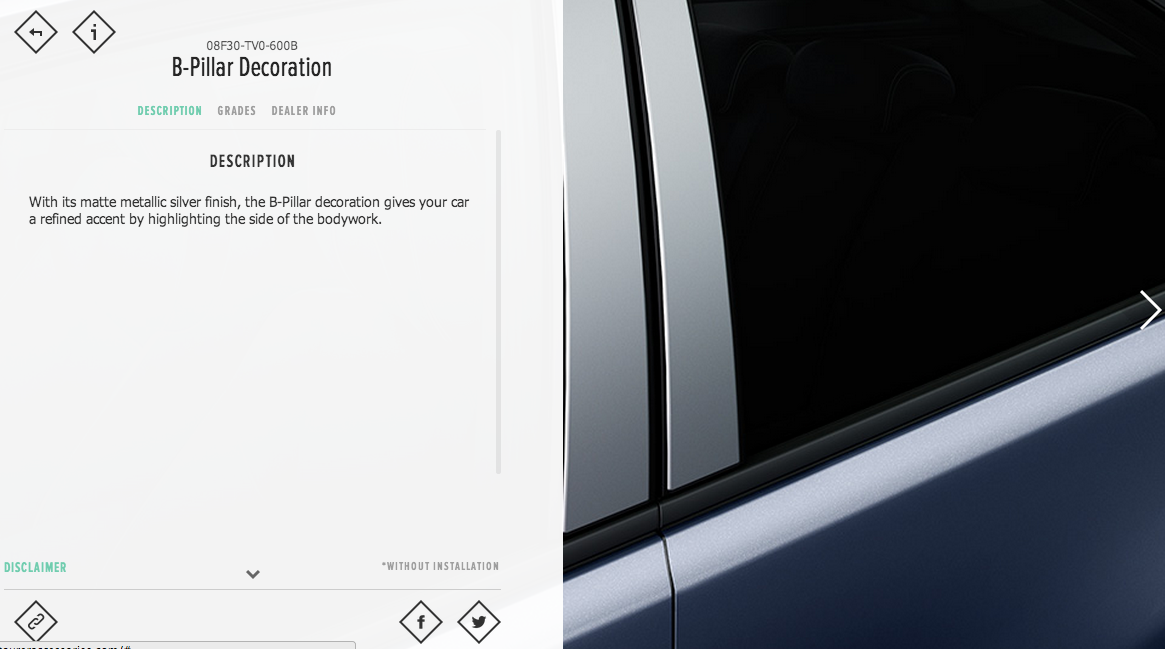 08F30-TV0-600B
B-Pillar Decoration
DESCRIPTION GRADES DEALER INFO
DESCRIPTION
With its matte metallic silver finish, the B-Pillar decoration gives your car
a refined accent by highlighting the side of the bodywork.
DISCLAIMER
*WITHOUT INSTALLATION